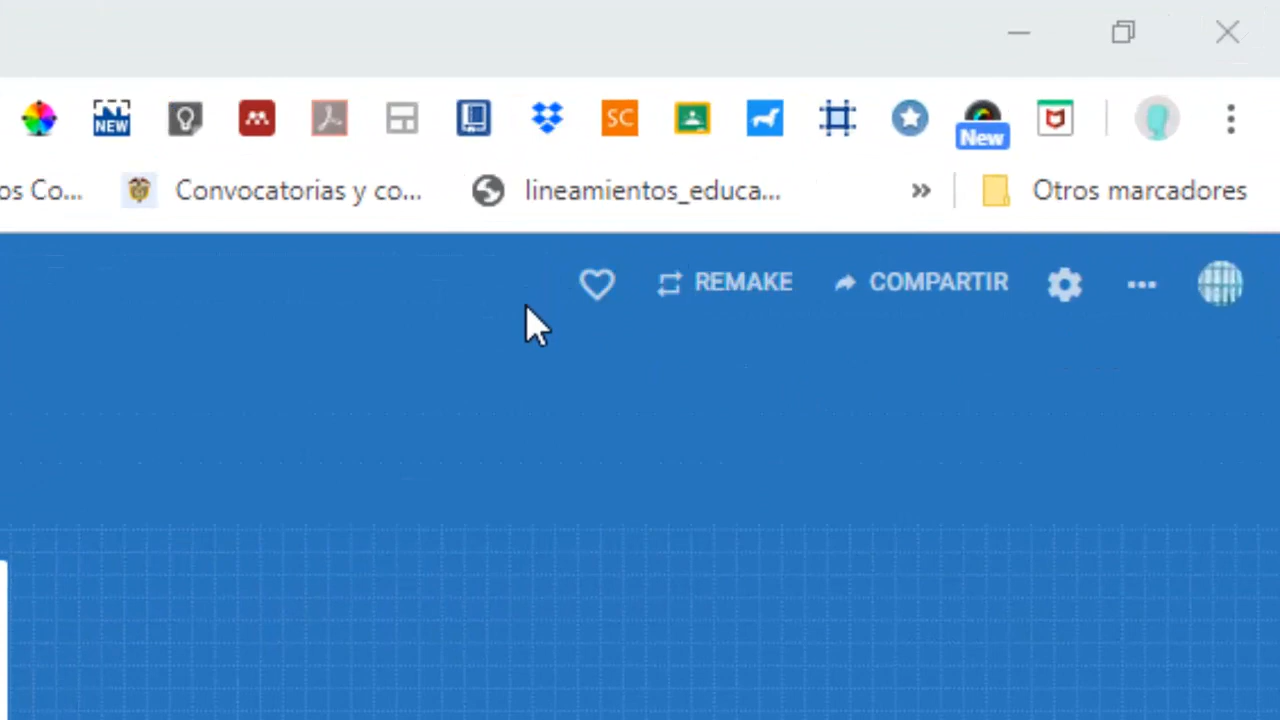 NEW
SC
New
os Co... Convocatorias y co... lineamientos_educa... » Otros marcadores
REMAKE COMPARTIR